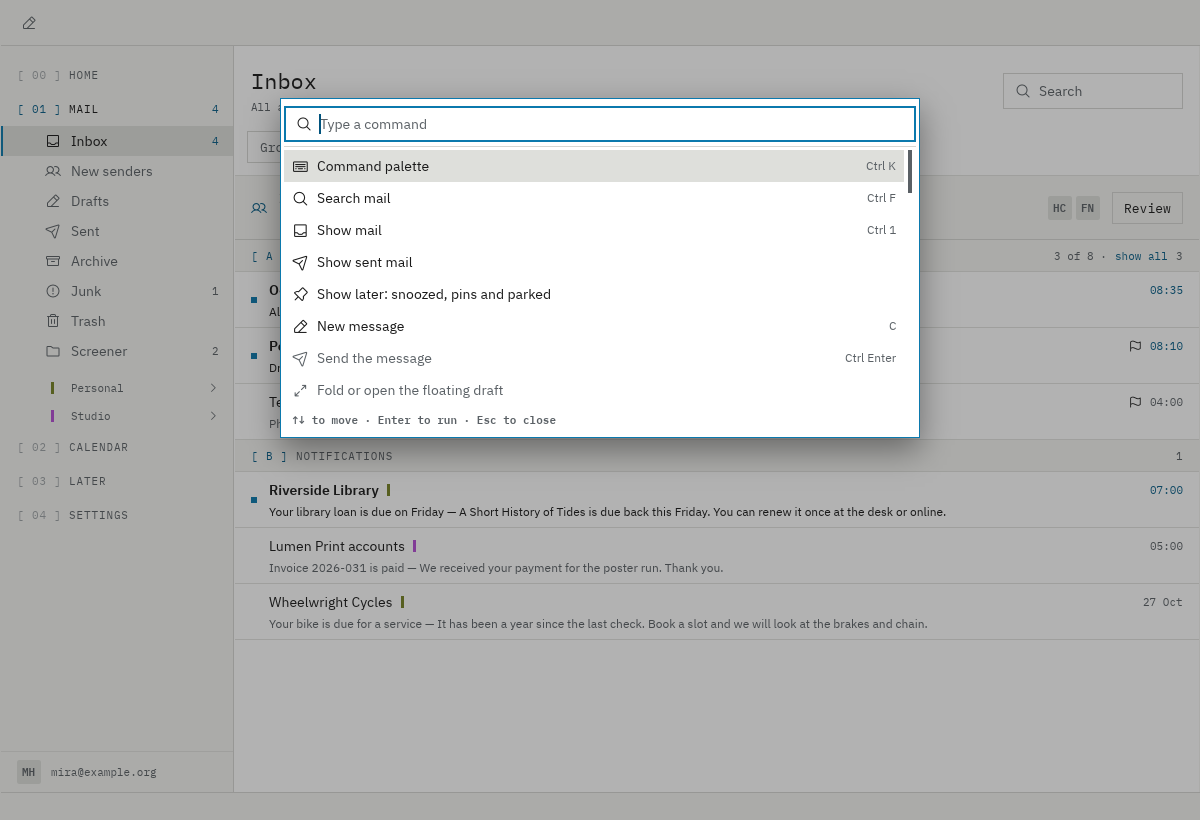 [ 00 ] HOME
[ 01 ] MAIL 4
Inbox 4
New senders
Drafts
Sent
Archive
Junk 1
Trash
Screener 2
Personal
Studio
[ 02 ] CALENDAR
[ 03 ] LATER
[ 04 ] SETTINGS
MH mira@example.org
Inbox
All
Search
Type a command
Command palette Ctrl K
Search mail Ctrl F
Show mail Ctrl 1
Show sent mail
Show later: snoozed, pins and parked
New message C
Send the message Ctrl Enter
Fold or open the floating draft
↑↓ to move · Enter to run · Esc to close
HC FN Review
[ A
3 of 8 · show all 3
08:35
08:10
04:00
[ B ] NOTIFICATIONS 1
Riverside Library 07:00
Your library loan is due on Friday — A Short History of Tides is due back this Friday. You can renew it once at the desk or online.
Lumen Print accounts 05:00
Invoice 2026-031 is paid — We received your payment for the poster run. Thank you.
Wheelwright Cycles 27 Oct
Your bike is due for a service — It has been a year since the last check. Book a slot and we will look at the brakes and chain.